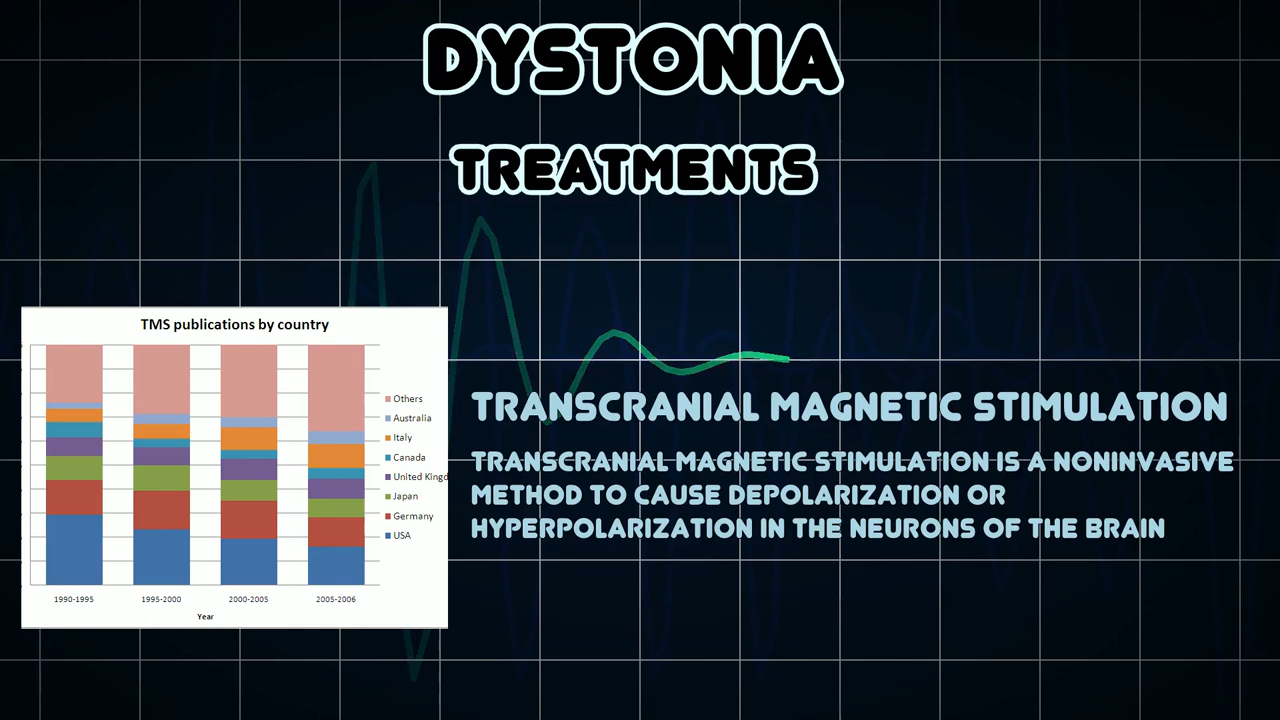 DYSTONIA
TREATMENTS
TMS publications by country
Others
Australia
Italy
Canada
United Kingd
Japan
Germany
USA
1990-1995 1995-2000 2000-2005 2005-2006
Year
TRANSCRANIAL MAGNETIC STIMULATION
TRANSCRANIAL MAGNETIC STIMULATION IS A NONINVASIVE
METHOD TO CAUSE DEPOLARIZATION OR
HYPERPOLARIZATION IN THE NEURONS OF THE BRAIN